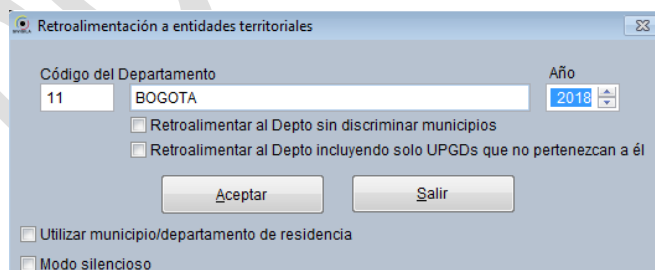 Retroalimentación a entidades territoriales
Código del Departamento Año
11 BOGOTA 2018
Retroalimentar al Depto sin discriminar municipios
Retroalimentar al Depto incluyendo solo UPGDs que no pertenezcan a él
Aceptar Salir
Utilizar municipio/departamento de residencia
Modo silencioso